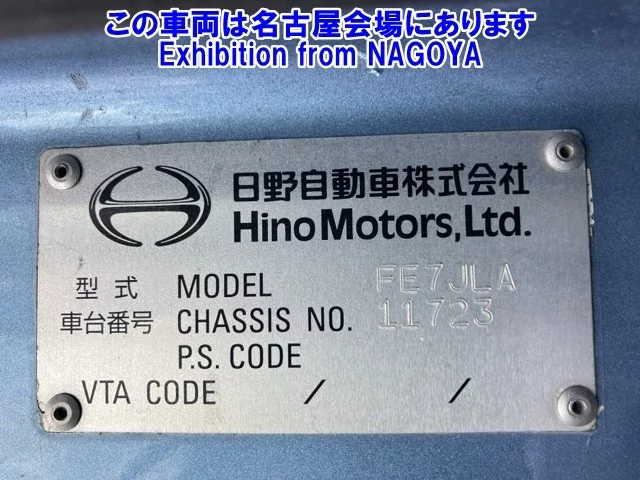 この車両は名古屋会場にあります
Exhibition from NAGOYA
日野自動車株式会社
Hino Motors, Ltd.
型式 MODEL FE7JLA
車台番号 CHASSIS NO. 11723
P.S. CODE
VTA CODE / /